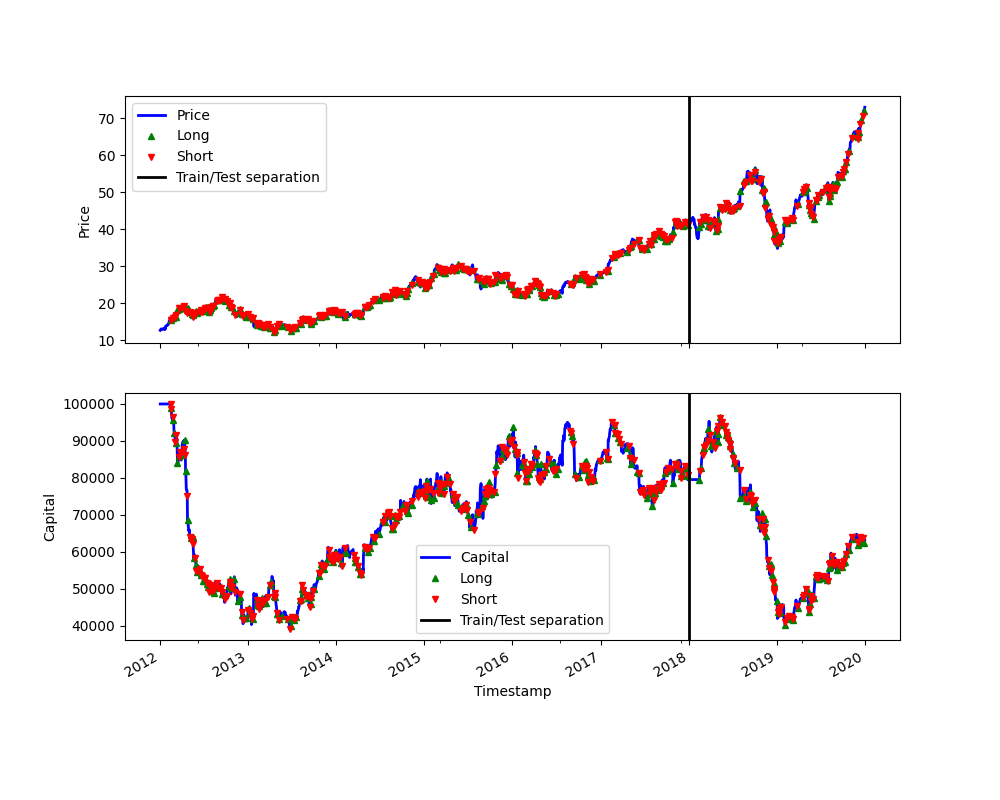 70
60
50
40
30
20
10
Price
Price
Long
Short
Train/Test separation
100000
90000
80000
70000
60000
50000
40000
Capital
Capital
Long
Short
Train/Test separation
2012 2013 2014 2015 2016 2017 2018 2019 2020
Timestamp